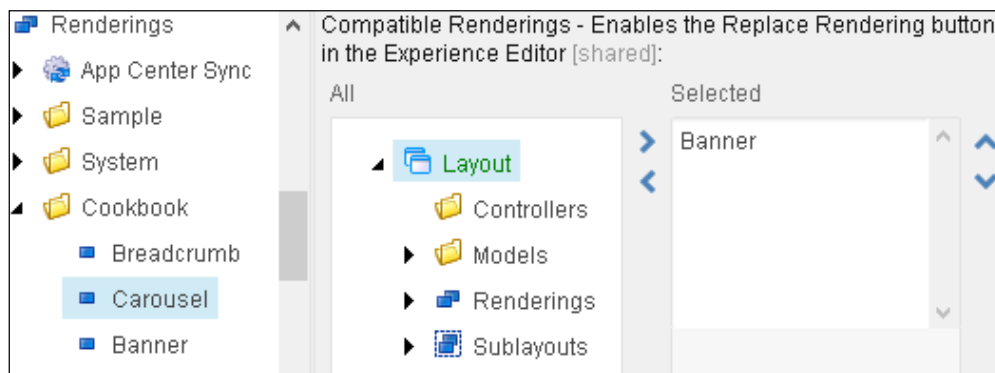 Renderings
App Center Sync
Sample
System
Cookbook
Breadcrumb
Carousel
Banner
Compatible Renderings - Enables the Replace Rendering button
in the Experience Editor [shared]:
All
Selected
Layout
Controllers
Models
Renderings
Sublayouts
Banner